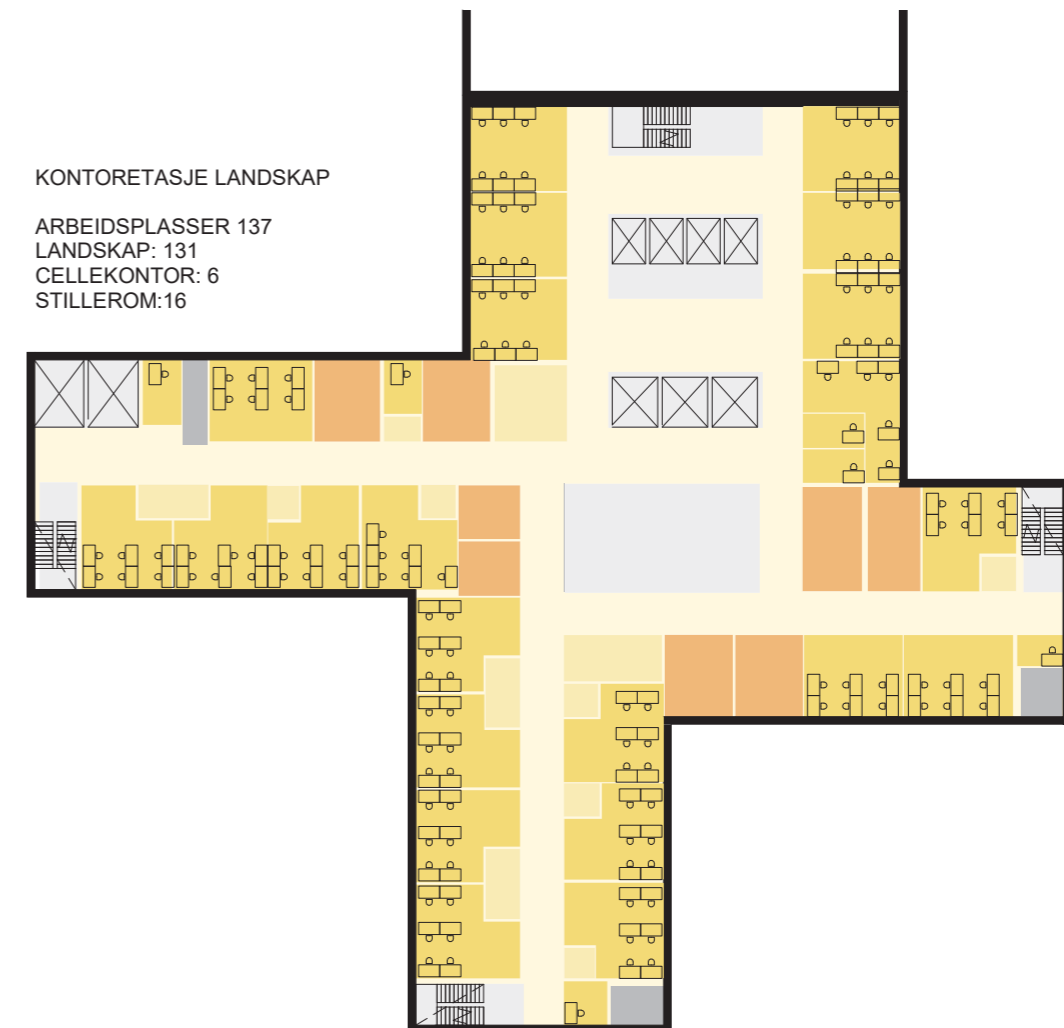 KONTORETASJE LANDSKAP
ARBEIDSPLASSER 137
LANDSKAP: 131
CELLEKONTOR: 6
STILLEROM:16